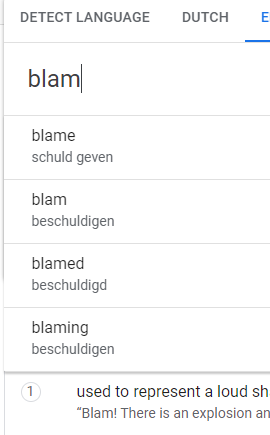 DETECT LANGUAGE DUTCH
blam
blame
schuld geven
blam
beschuldigen
blamed
beschuldigd
blaming
beschuldigen
1 used to represent a loud sh
“Blam! There is an explosion an